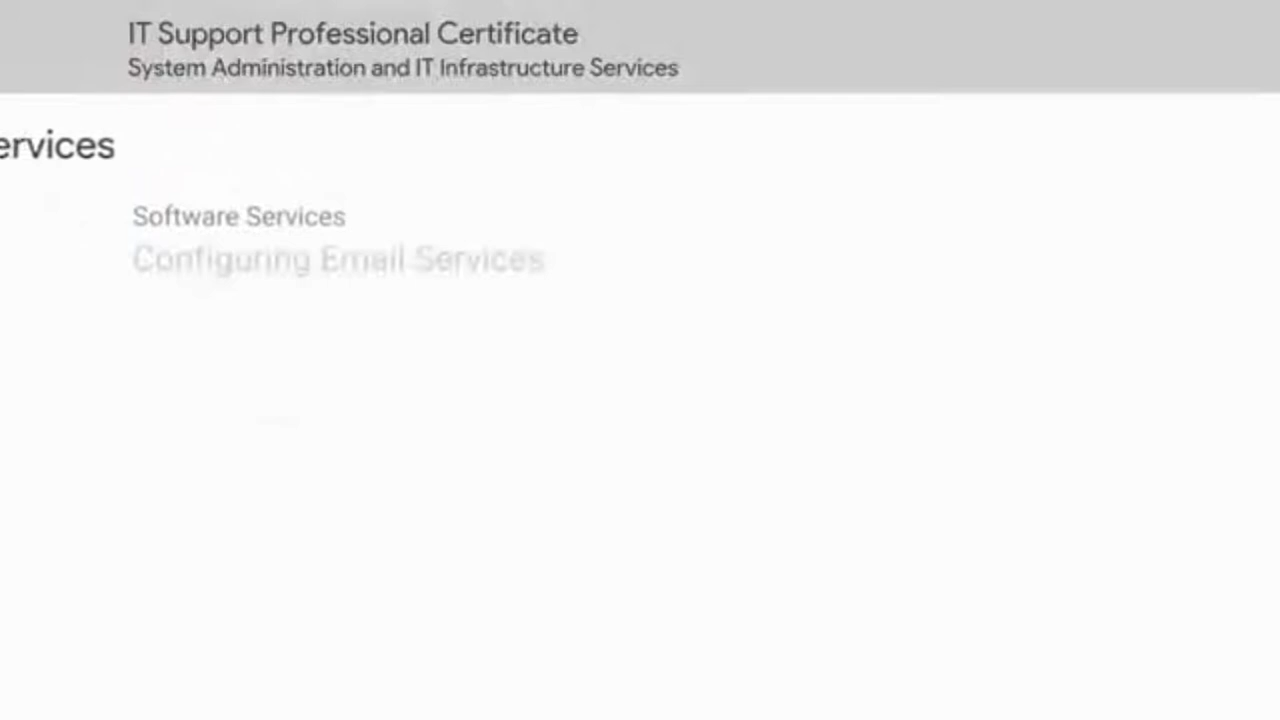 IT Support Professional Certificate
System Administration and IT Infrastructure Services
ervices
Software Services
Configuring Email Services